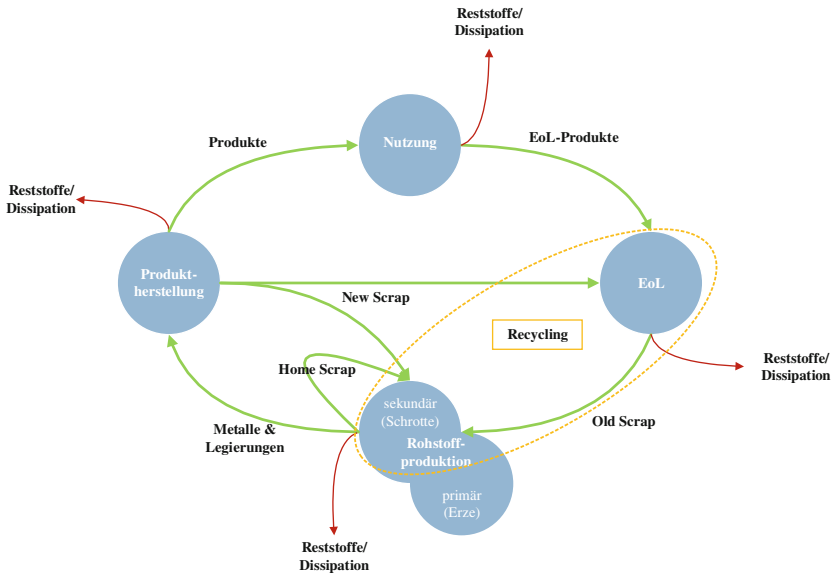 Reststoffe/
Dissipation
Produkte
Nutzung
EoL-Produkte
Reststoffe/
Dissipation
Produkt-
herstellung
EoL
New Scrap
Recycling
Home Scrap
Reststoffe/
Dissipation
sekundär
(Schrotte)
Old Scrap
Metalle &
Legierungen
Rohstoff-
produktion
primär
(Erze)
Reststoffe/
Dissipation